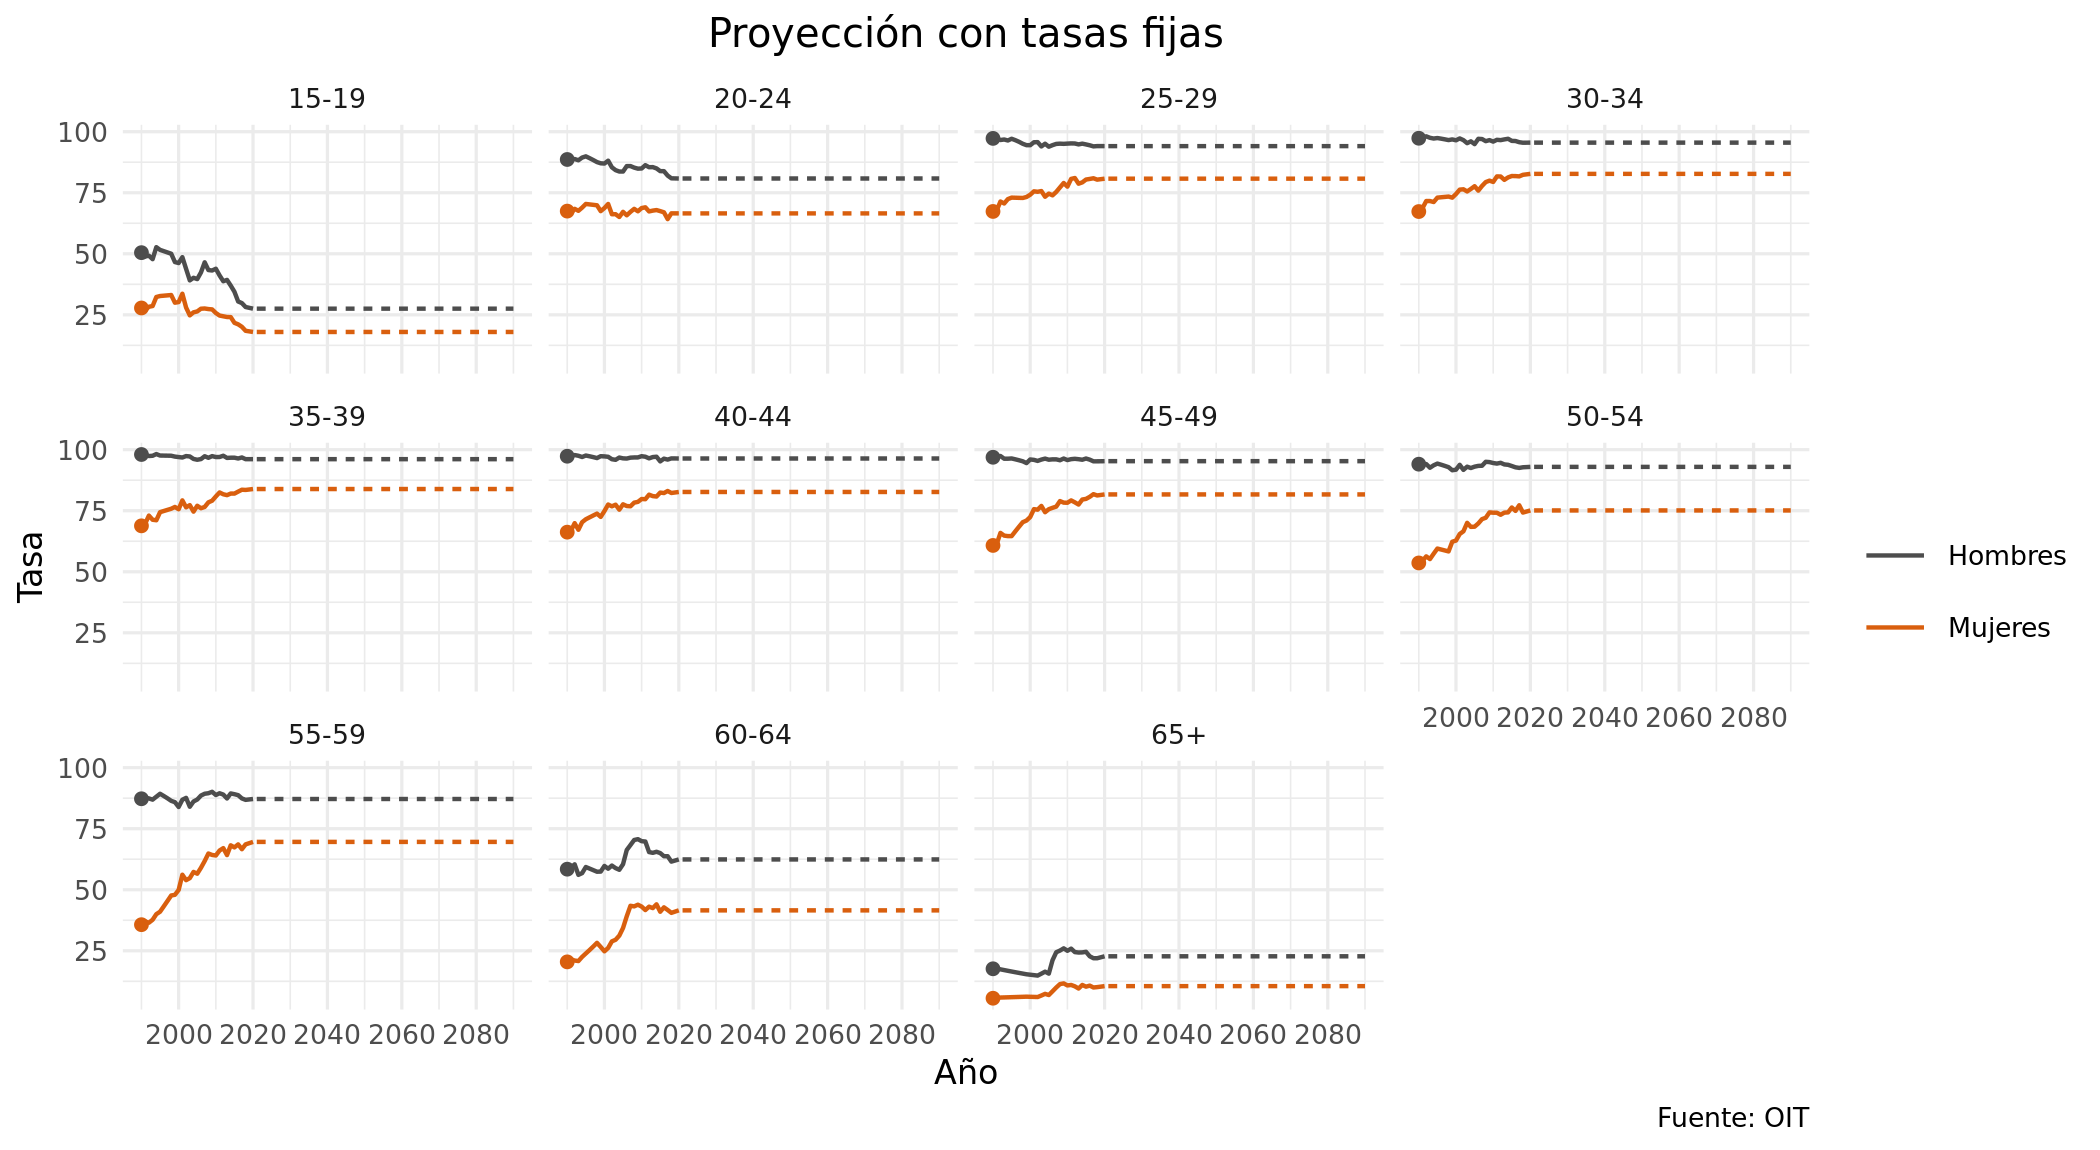 Proyección con tasas fijas
15-19 20-24 25-29 30-34
100
75
50
25
35-39 40-44 45-49 50-54
100
75
50
25
Tasa
Hombres
Mujeres
2000 2020 2040 2060 2080
55-59 60-64 65+
100
75
50
25
2000 2020 2040 2060 2080 2000 2020 2040 2060 2080 2000 2020 2040 2060 2080
Año
Fuente: OIT